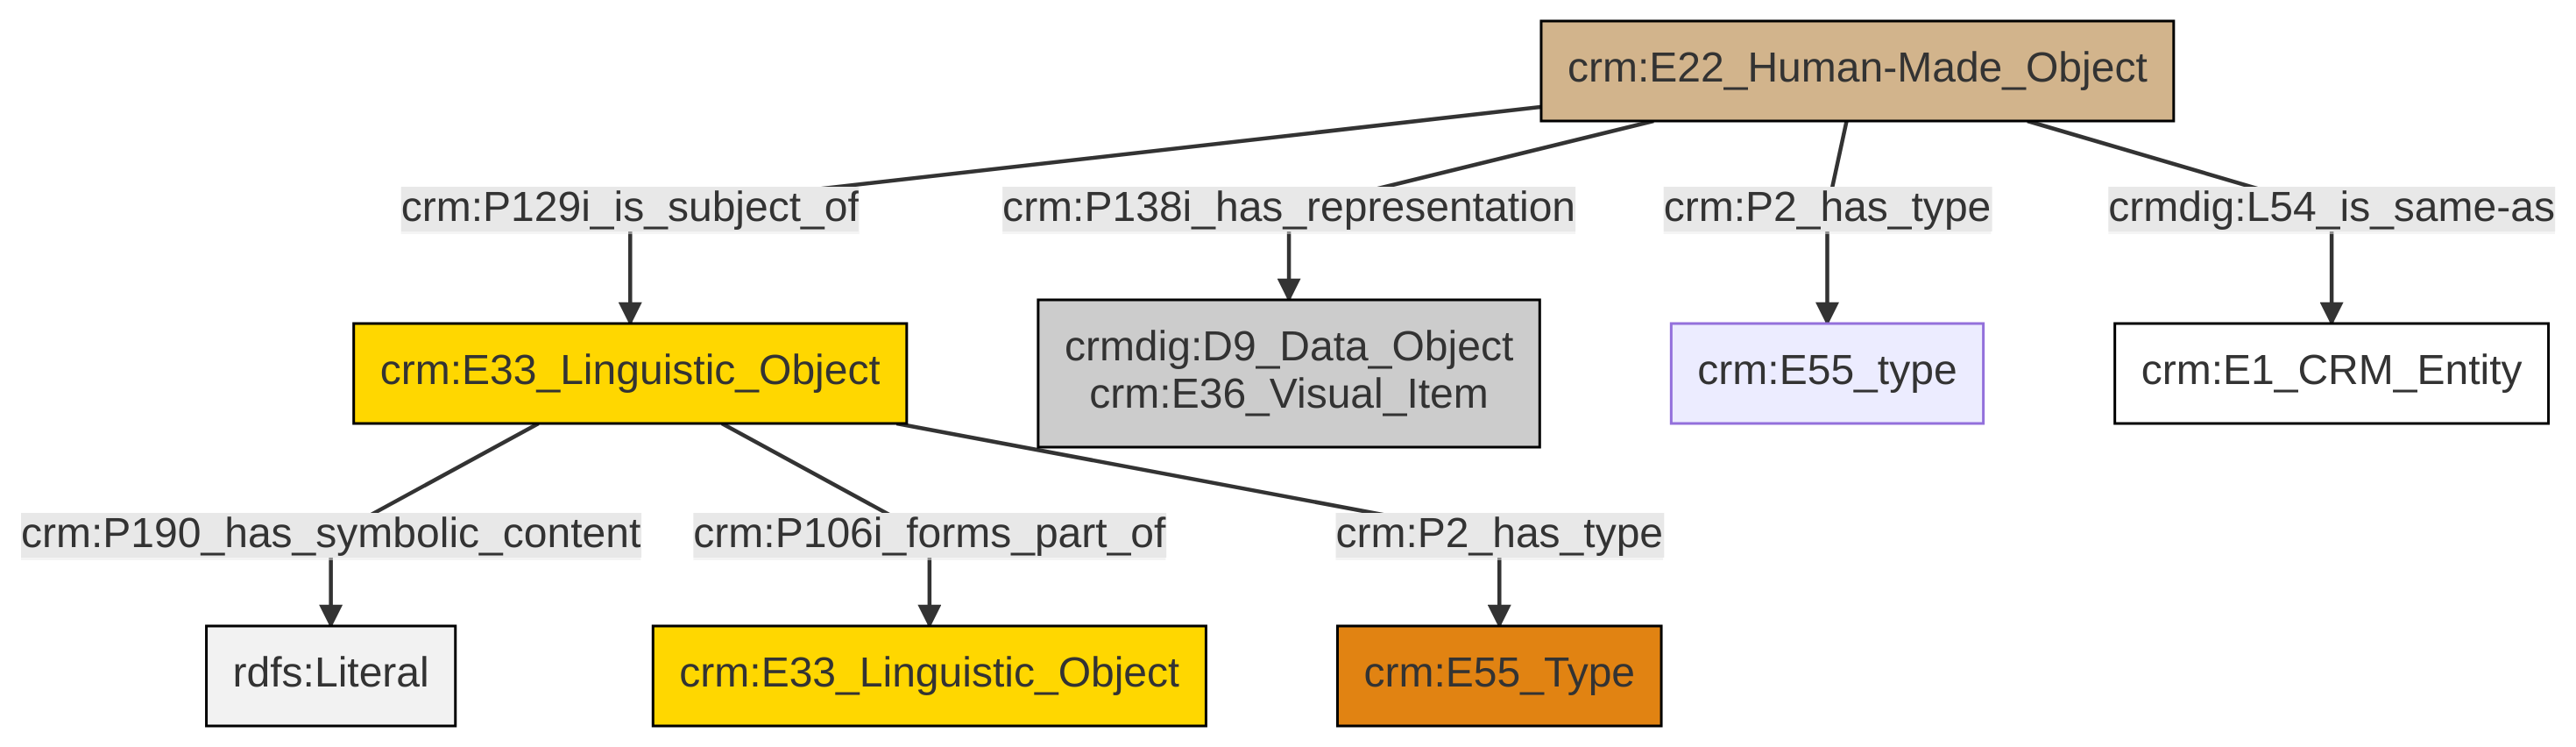 crm:E22_Human-Made_Object
crm:P129i_is_subject_of
crm:P138i_has_representation
crm:P2_has_type
crmdig:L54_is_same-as
crm:E33_Linguistic_Object
crmdig:D9_Data_Object
crm:E36_Visual_Item
crm:E55_type
crm:E1_CRM_Entity
crm:P190_has_symbolic_content
crm:P106i_forms_part_of
crm:P2_has_type
rdfs:Literal
crm:E33_Linguistic_Object
crm:E55_Type